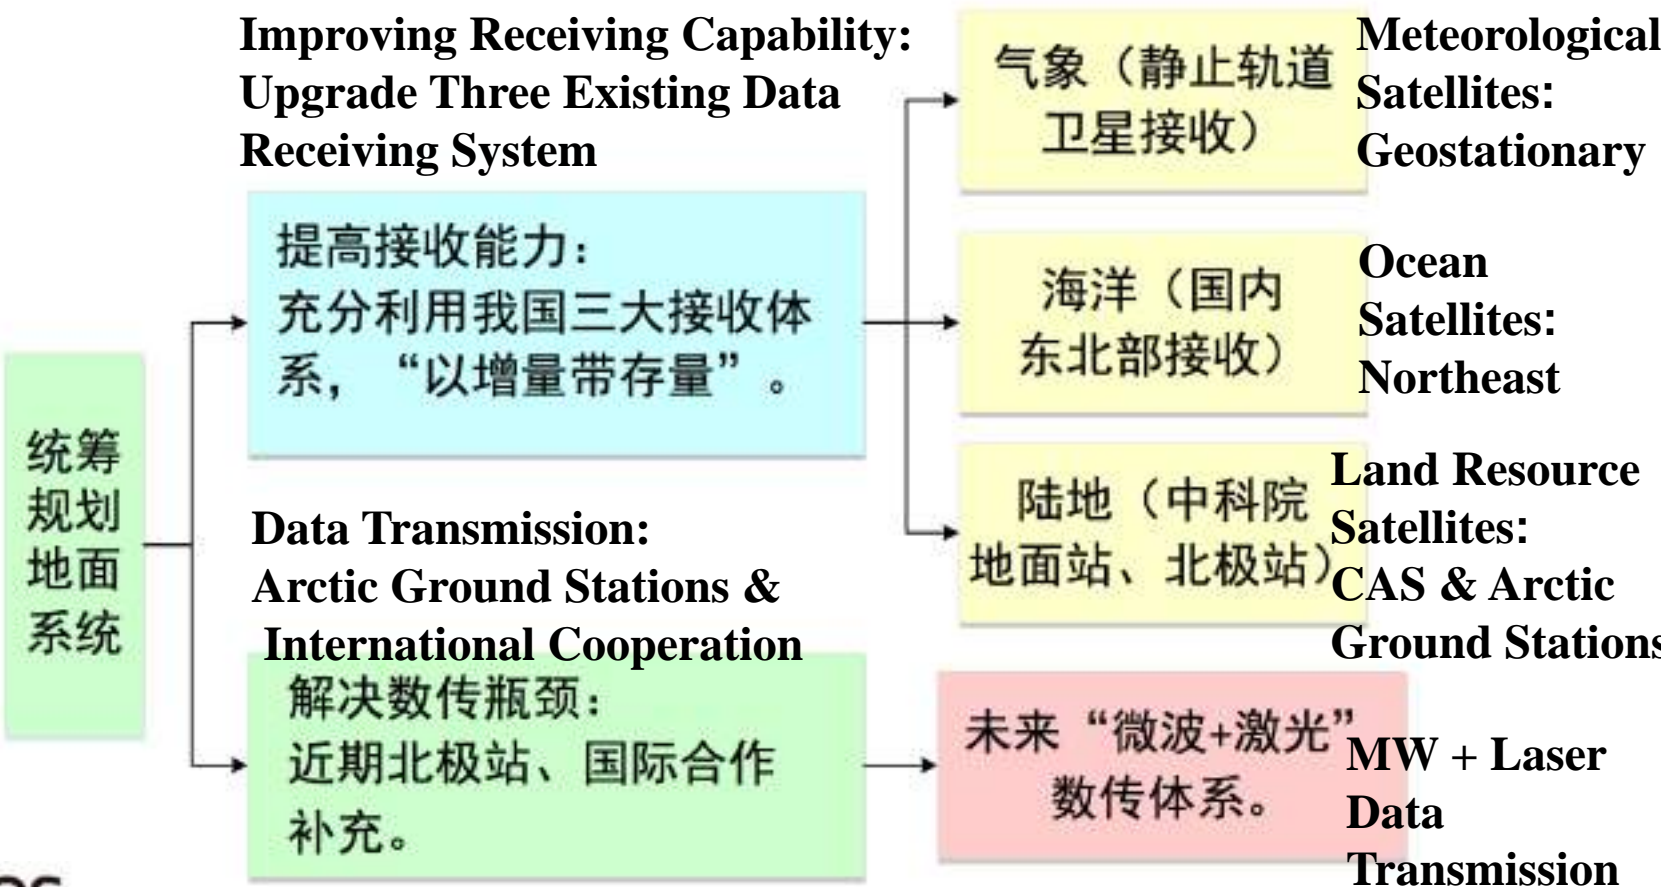 Improving Receiving Capability:
Upgrade Three Existing Data
Receiving System
提高接收能力：
充分利用我国三大接收体
系，“以增量带存量”。
气象（静止轨道
卫星接收）
Meteorological
Satellites:
Geostationary
海洋（国内
东北部接收）
Ocean
Satellites:
Northeast
陆地（中科院
地面站、北极站）
Land Resource
Satellites:
CAS & Arctic
Ground Stations
统筹
规划
地面
系统
Data Transmission:
Arctic Ground Stations &
International Cooperation
解决数传瓶颈：
近期北极站、国际合作
补充。
未来“微波+激光”
数传体系。
MW + Laser
Data
Transmission